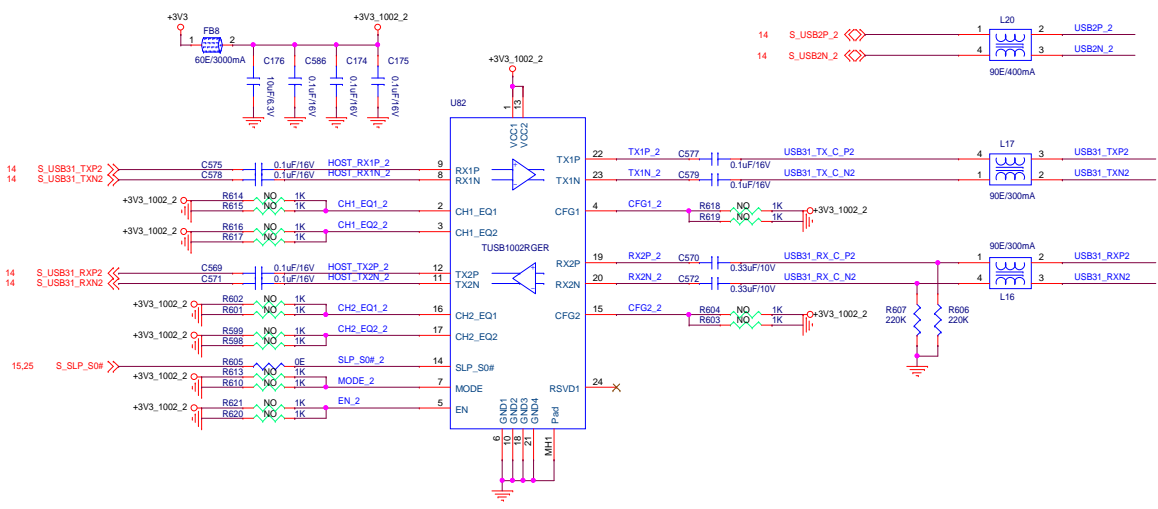 +3V3
FB8
1 2
60E/3000mA
+3V3_1002_2
C176
10uF/6.3V
C586
0.1uF/16V
C174
0.1uF/16V
C175
0.1uF/16V
14 S_USB2P_2 1 L20 2 USB2P_2
14 S_USB2N_2 4 3 USB2N_2
90E/400mA
+3V3_1002_2
U82
1 13
VCC1 VCC2
14 S_USB31_TXP2 C575 0.1uF/16V HOST_RX1P_2 9 RX1P
14 S_USB31_TXN2 C578 0.1uF/16V HOST_RX1N_2 8 RX1N
TX1P 22 TX1P_2 C577 0.1uF/16V USB31_TX_C_P2 4 L17 3 USB31_TXP2
TX1N 23 TX1N_2 C579 0.1uF/16V USB31_TX_C_N2 1 2 USB31_TXN2
90E/300mA
+3V3_1002_2 R614 NO 1K
R615 NO 1K CH1_EQ1_2 2 CH1_EQ1
CFG1 4 CFG1_2 R618 NO 1K +3V3_1002_2
R619 NO 1K
+3V3_1002_2 R616 NO 1K
R617 NO 1K CH1_EQ2_2 3 CH1_EQ2
TUSB1002RGER
14 S_USB31_RXP2 C569 0.1uF/16V HOST_TX2P_2 12 TX2P
14 S_USB31_RXN2 C571 0.1uF/16V HOST_TX2N_2 11 TX2N
RX2P 19 RX2P_2 C570 0.33uF/10V USB31_RX_C_P2 1 90E/300mA 2 USB31_RXP2
RX2N 20 RX2N_2 C572 0.33uF/10V USB31_RX_C_N2 4 3 USB31_RXN2
L16
+3V3_1002_2 R602 NO 1K
R601 NO 1K CH2_EQ1_2 16 CH2_EQ1
CFG2 15 CFG2_2 R604 NO 1K +3V3_1002_2
R603 NO 1K
R607 220K
R606 220K
+3V3_1002_2 R599 NO 1K
R598 NO 1K CH2_EQ2_2 17 CH2_EQ2
15,25 S_SLP_S0# R605 0E SLP_S0#_2 14 SLP_S0#
+3V3_1002_2 R613 NO 1K
R610 NO 1K MODE_2 7 MODE
RSVD1 24
+3V3_1002_2 R621 NO 1K
R620 NO 1K EN_2 5 EN
GND1 GND2 GND3 GND4 Pad
6 10 18 21 MH1